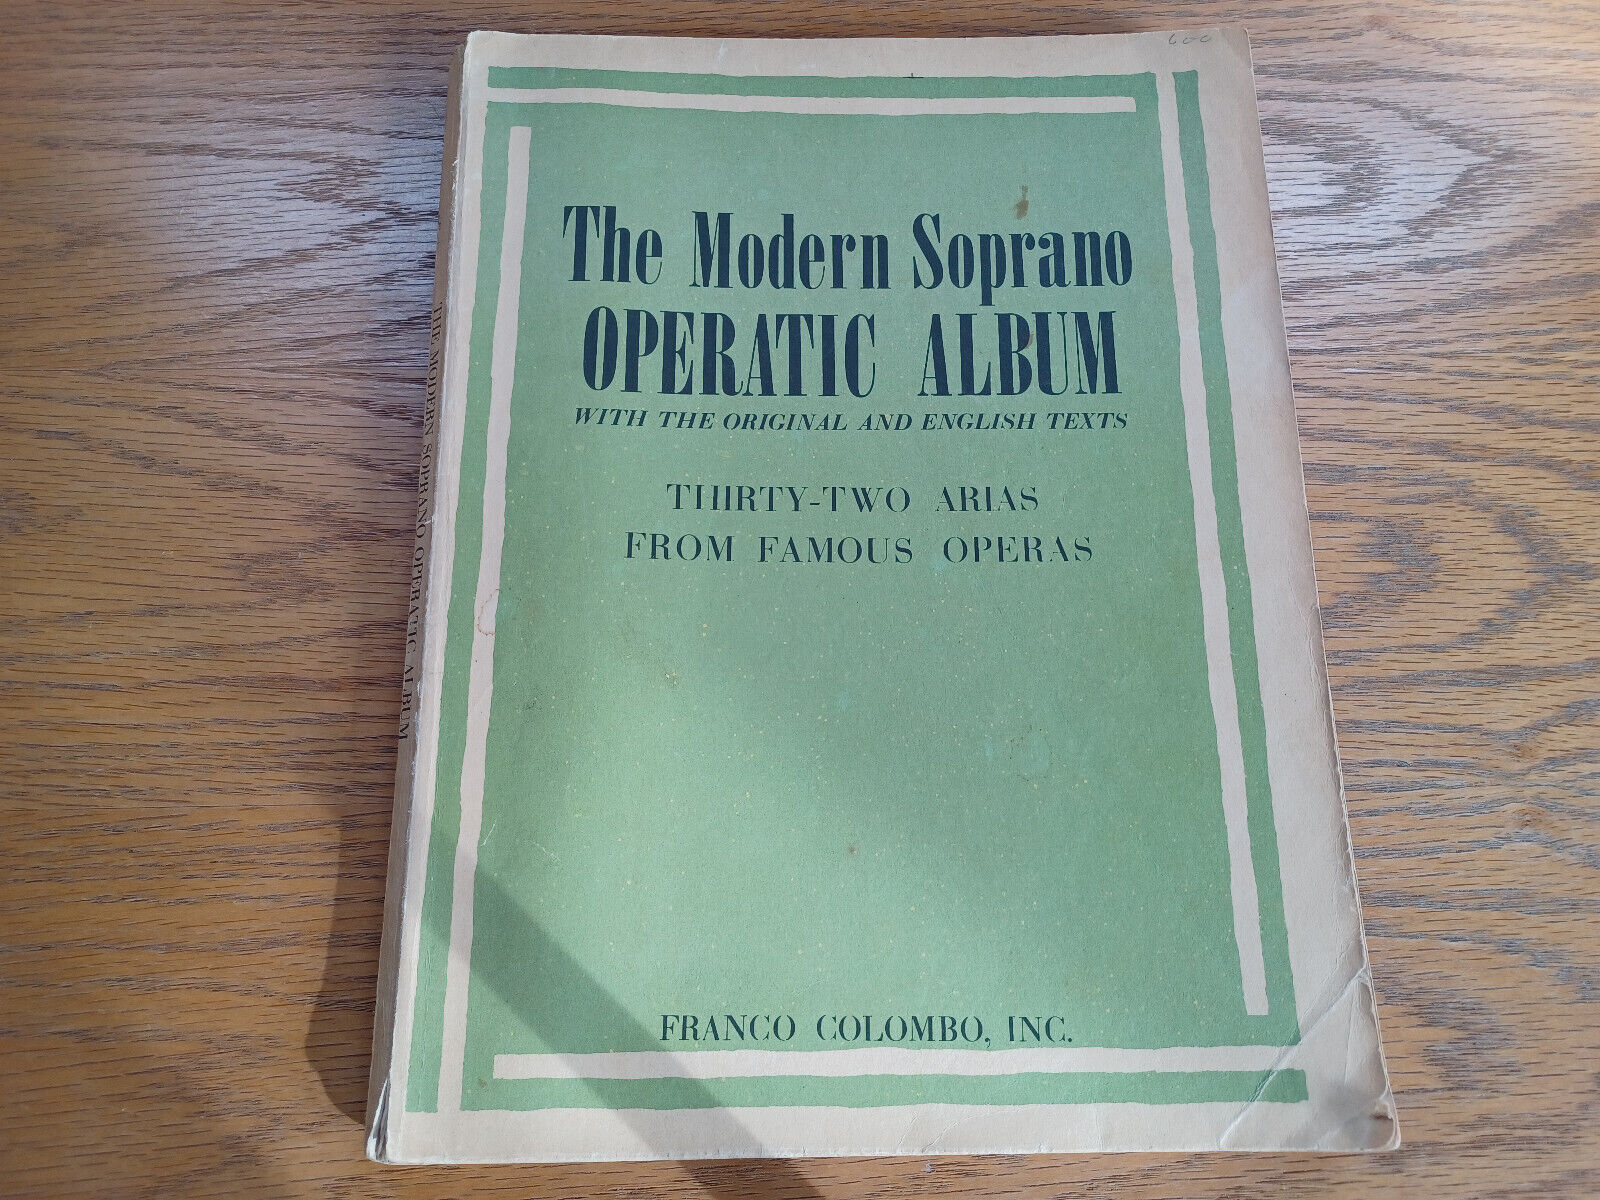 600
The Modern Soprano
OPERATIC ALBUM
WITH THE ORIGINAL AND ENGLISH TEXTS
THIRTY-TWO ARIAS
FROM FAMOUS OPERAS
FRANCO COLOMBO, INC.
THE MODERN SOPRANO OPERATIC ALBUM